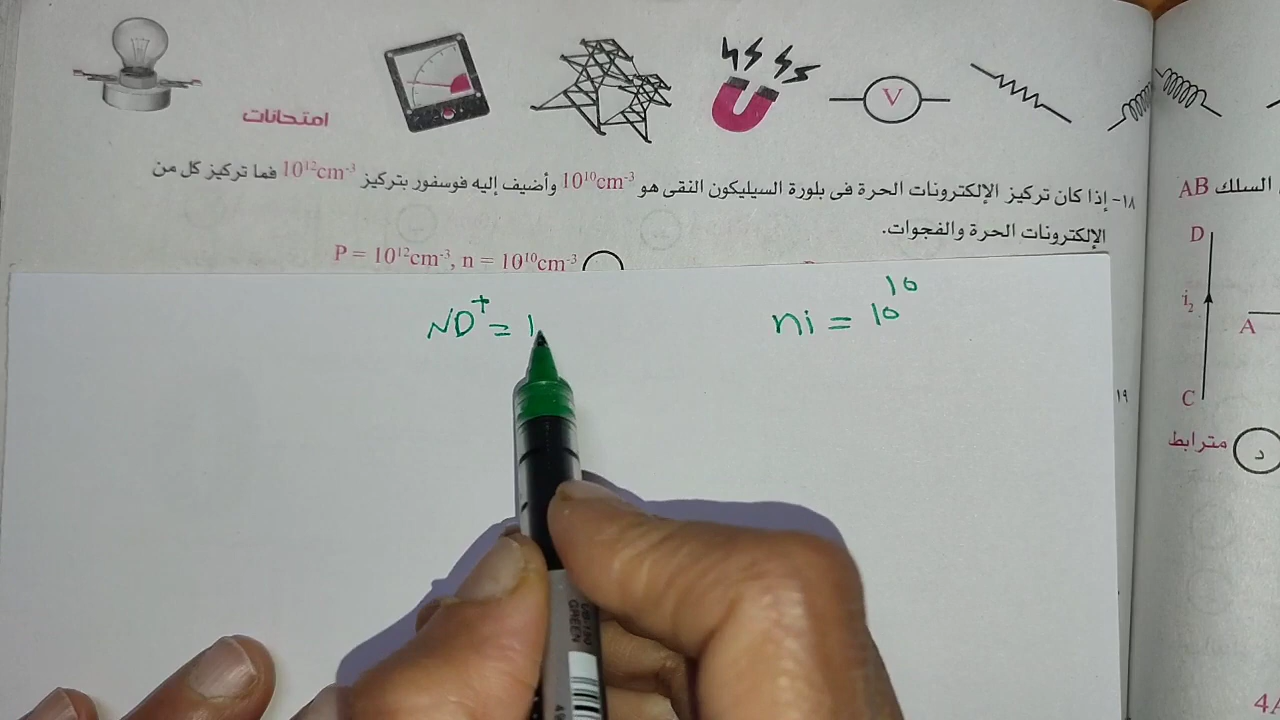 امتحانات
V
١٨- إذا كان تركيز الإلكترونات الحرة فى بلورة السيليكون النقى هو 10¹⁰cm⁻³ وأضيف إليه فوسفور بتركيز 10¹²cm⁻³ فما تركيز كل من
الإلكترونات الحرة والفجوات.
P = 10¹²cm⁻³, n = 10¹⁰cm⁻³
ND⁺ = 1
ni = 10¹⁰
السلك AB
D
i₂
A
C
١٩
مترابط
د
4A
GREEN